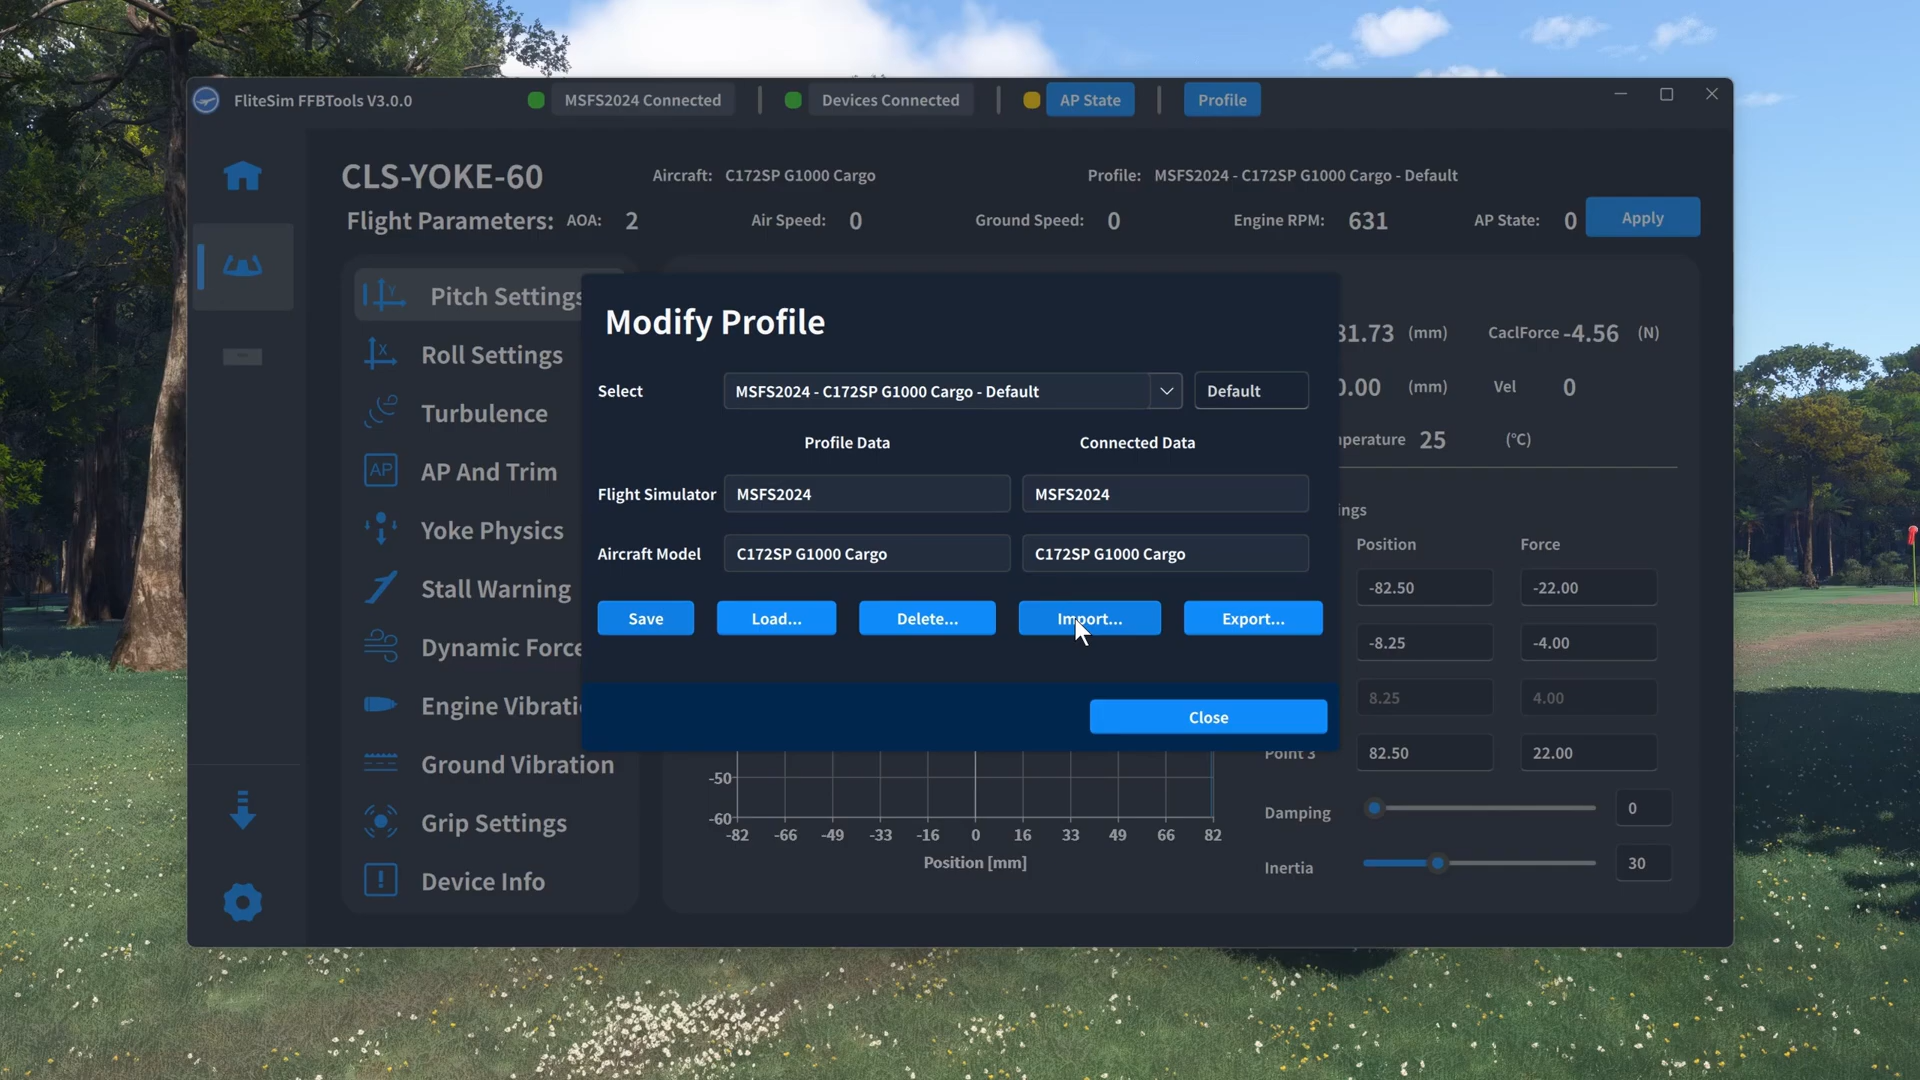 FliteSim FFBTools V3.0.0
MSFS2024 Connected
Devices Connected
AP State
Profile
CLS-YOKE-60
Aircraft: C172SP G1000 Cargo
Profile: MSFS2024 - C172SP G1000 Cargo - Default
Flight Parameters: AOA: 2 Air Speed: 0 Ground Speed: 0 Engine RPM: 631 AP State: 0 Apply
Pitch Settings
Roll Settings
Turbulence
AP
AP And Trim
Yoke Physics
Stall Warning
Dynamic Force
Engine Vibrati
Ground Vibration
Grip Settings
Device Info
Modify Profile
Select MSFS2024 - C172SP G1000 Cargo - Default Default
Profile Data Connected Data
Flight Simulator MSFS2024 MSFS2024
Aircraft Model C172SP G1000 Cargo C172SP G1000 Cargo
Save Load... Delete... Import... Export...
Close
31.73 (mm) CaclForce -4.56 (N)
0.00 (mm) Vel 0
perature 25 (°C)
ings
Position Force
-82.50 -22.00
-8.25 -4.00
8.25 4.00
Point 3 82.50 22.00
Damping 0
Inertia 30
-50
-60
-82 -66 -49 -33 -16 0 16 33 49 66 82
Position [mm]